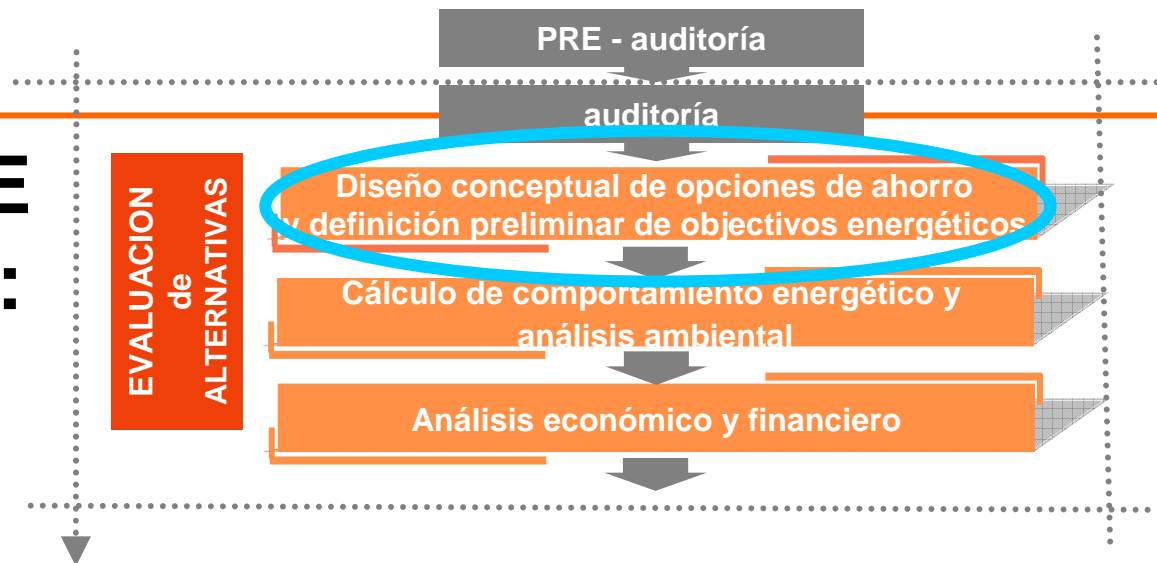 PRE - auditoría
auditoría
E
:
EVALUACION
de
ALTERNATIVAS
Diseño conceptual de opciones de ahorro
y definición preliminar de objectivos energéticos
Cálculo de comportamiento energético y
análisis ambiental
Análisis económico y financiero